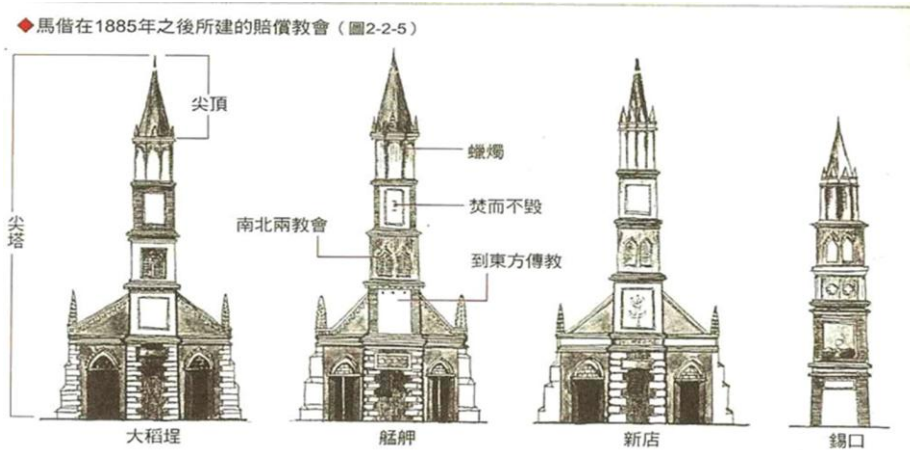 ◆馬偕在1885年之後所建的賠償教會（圖2-2-5）
尖頂
尖塔
蠟燭
焚而不毀
南北兩教會
到東方傳教
大稻埕
艋舺
新店
錫口